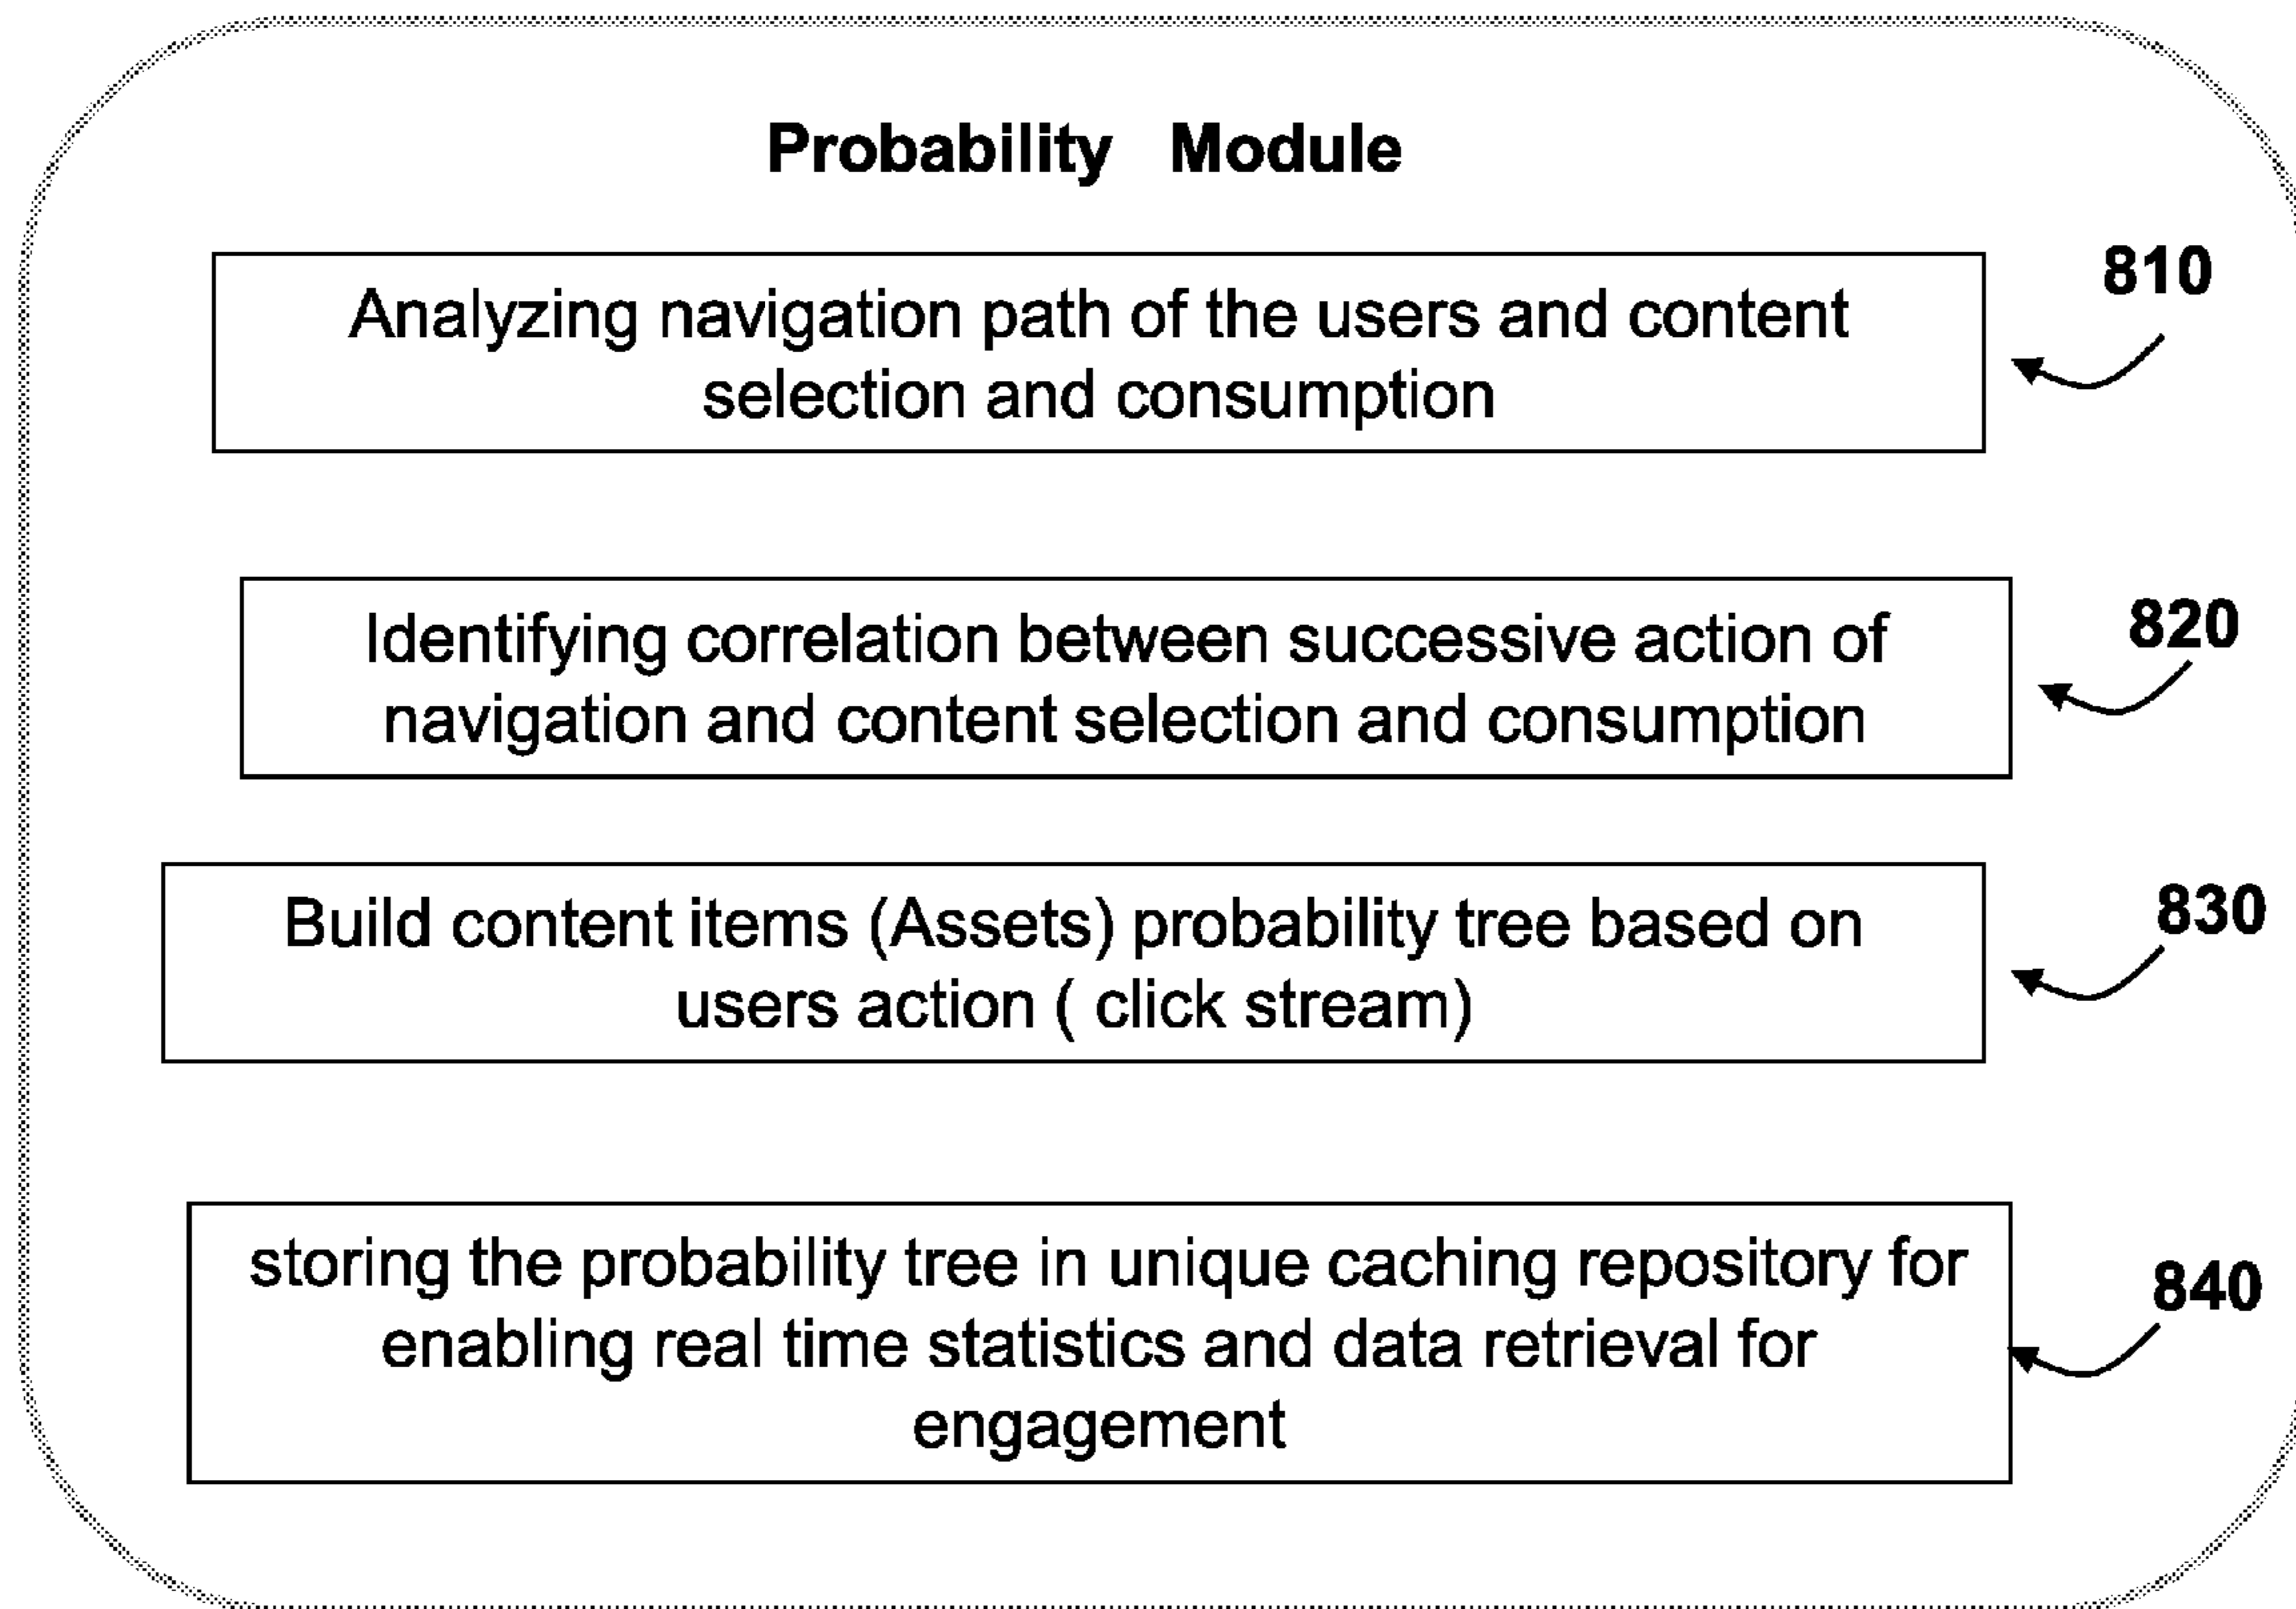 Probability Module
810
Analyzing navigation path of the users and content
selection and consumption
820
Identifying correlation between successive action of
navigation and content selection and consumption
830
Build content items (Assets) probability tree based on
users action ( click stream)
840
storing the probability tree in unique caching repository for
enabling real time statistics and data retrieval for
engagement